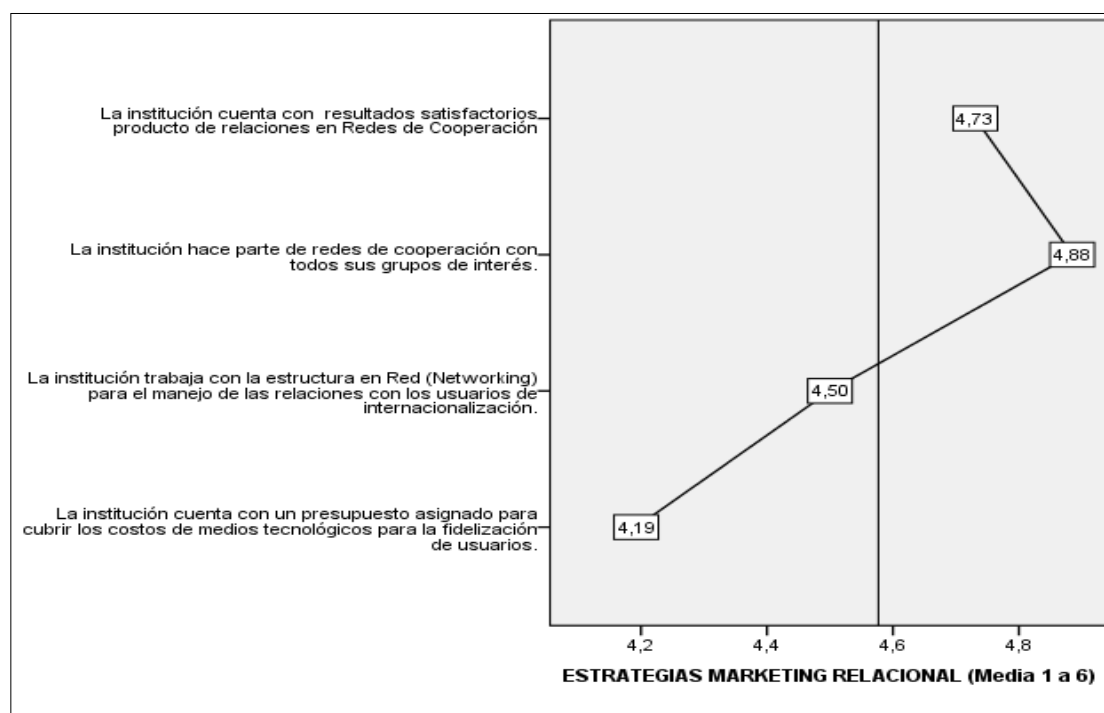 La institución cuenta con resultados satisfactorios
producto de relaciones en Redes de Cooperación
4,73
La institución hace parte de redes de cooperación con
todos sus grupos de interés.
4,88
La institución trabaja con la estructura en Red (Networking)
para el manejo de las relaciones con los usuarios de
internacionalización.
4,50
La institución cuenta con un presupuesto asignado para
cubrir los costos de medios tecnológicos para la fidelización
de usuarios.
4,19
4,2 4,4 4,6 4,8
ESTRATEGIAS MARKETING RELACIONAL (Media 1 a 6)